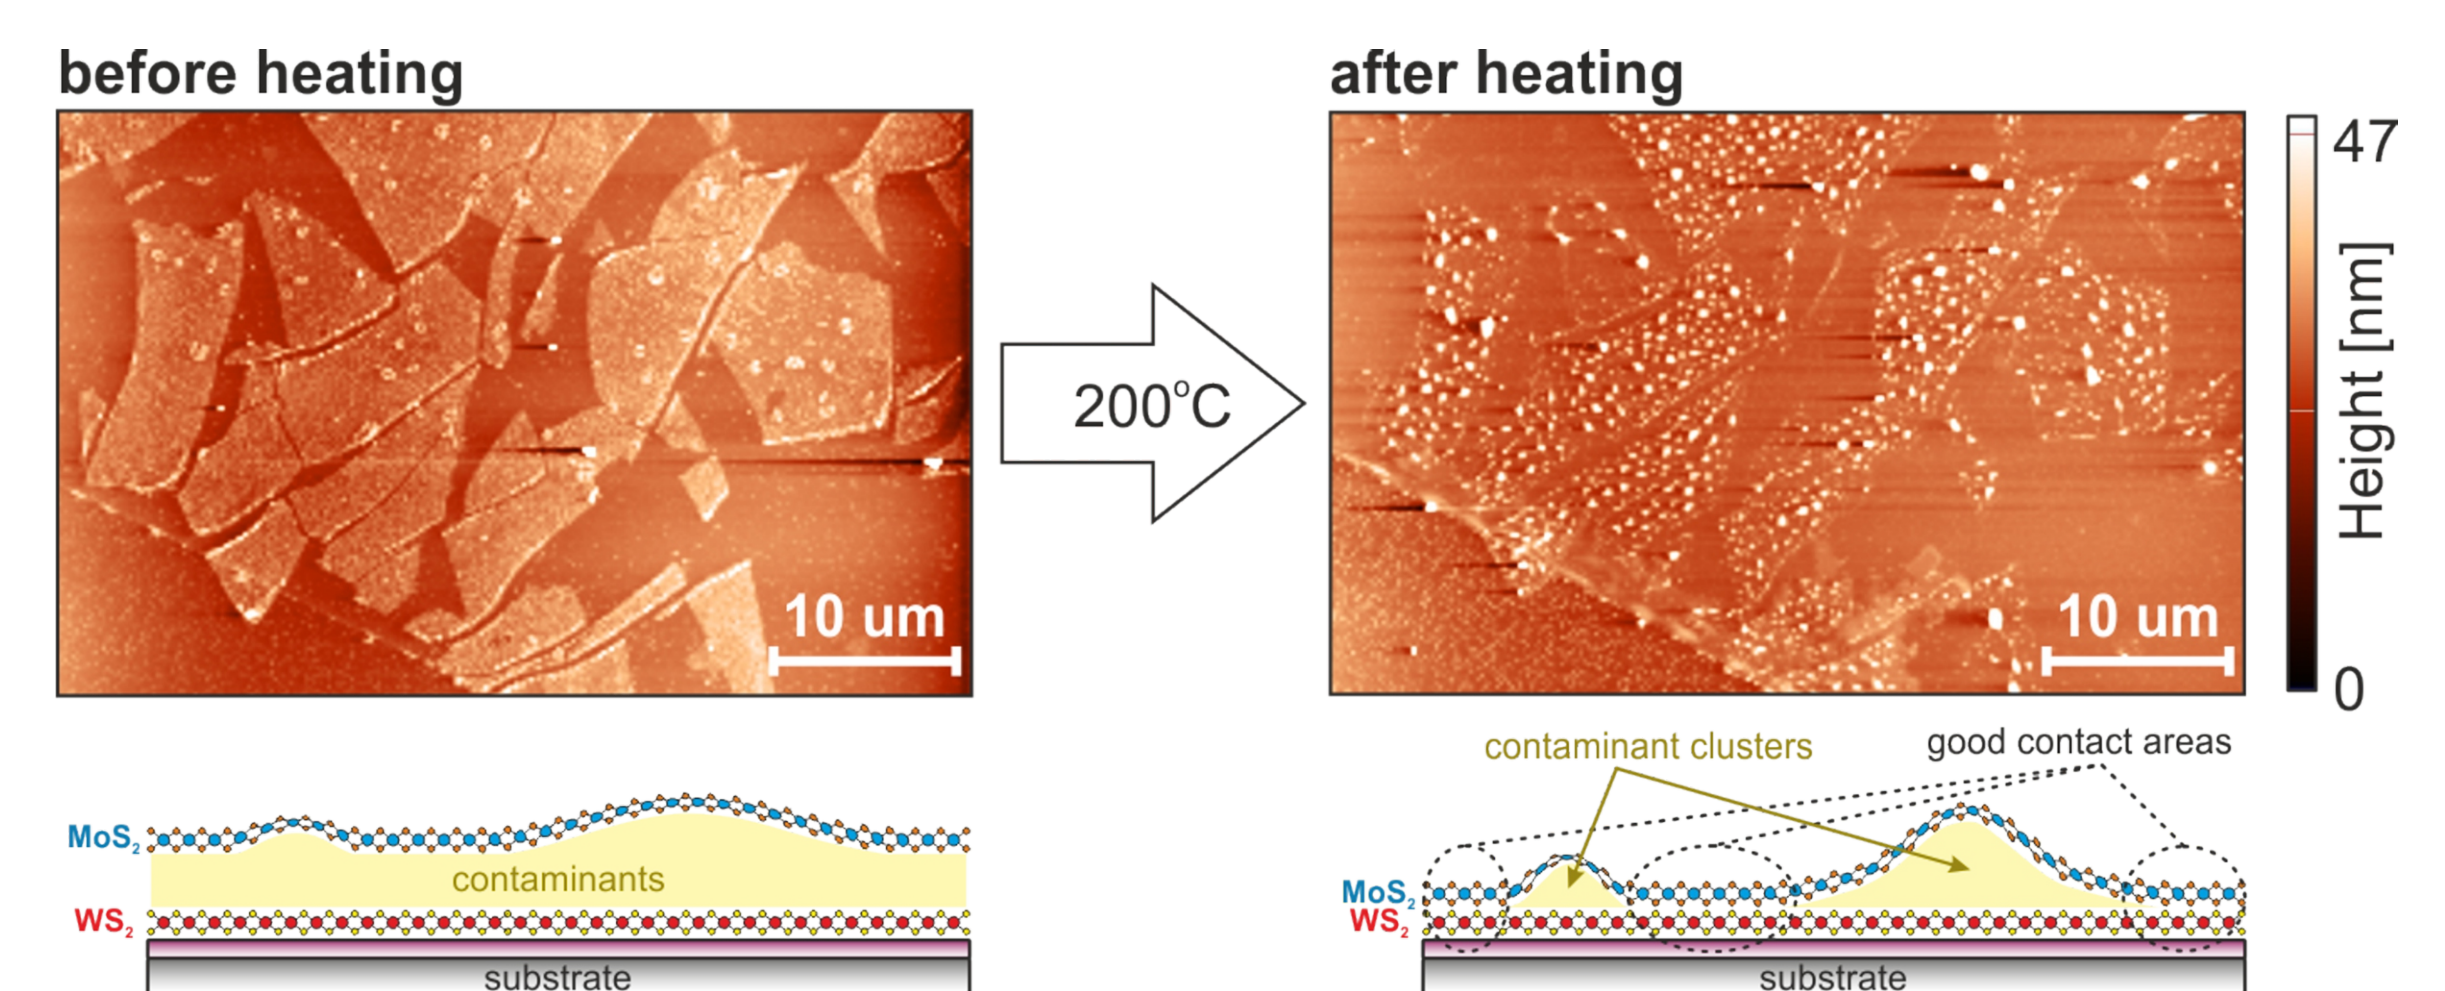 before heating
after heating
47
Height [nm]
0
200°C
10 um
10 um
contaminant clusters
good contact areas
MoS₂
contaminants
WS₂
substrate
MoS₂
WS₂
substrate